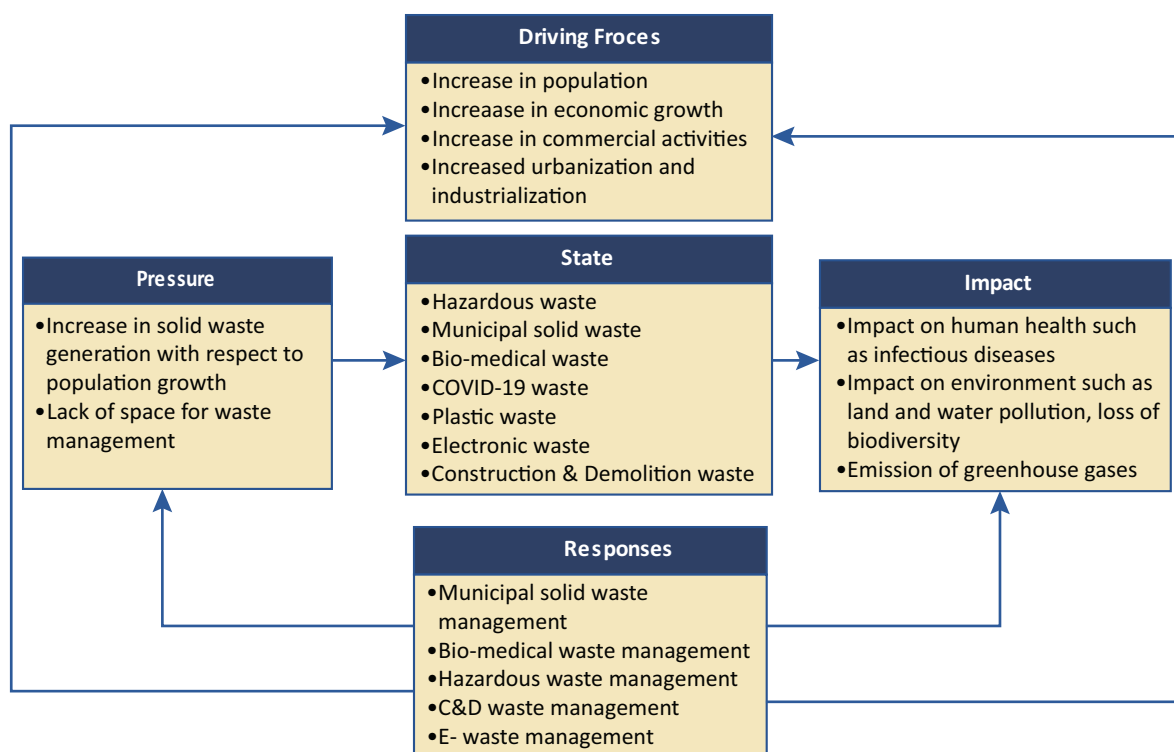 Driving Froces
•Increase in population
•Increaase in economic growth
•Increase in commercial activities
•Increased urbanization and
industrialization
Pressure
•Increase in solid waste
generation with respect to
population growth
•Lack of space for waste
management
State
•Hazardous waste
•Municipal solid waste
•Bio-medical waste
•COVID-19 waste
•Plastic waste
•Electronic waste
•Construction & Demolition waste
Impact
•Impact on human health such
as infectious diseases
•Impact on environment such as
land and water pollution, loss of
biodiversity
•Emission of greenhouse gases
Responses
•Municipal solid waste
management
•Bio-medical waste management
•Hazardous waste management
•C&D waste management
•E- waste management